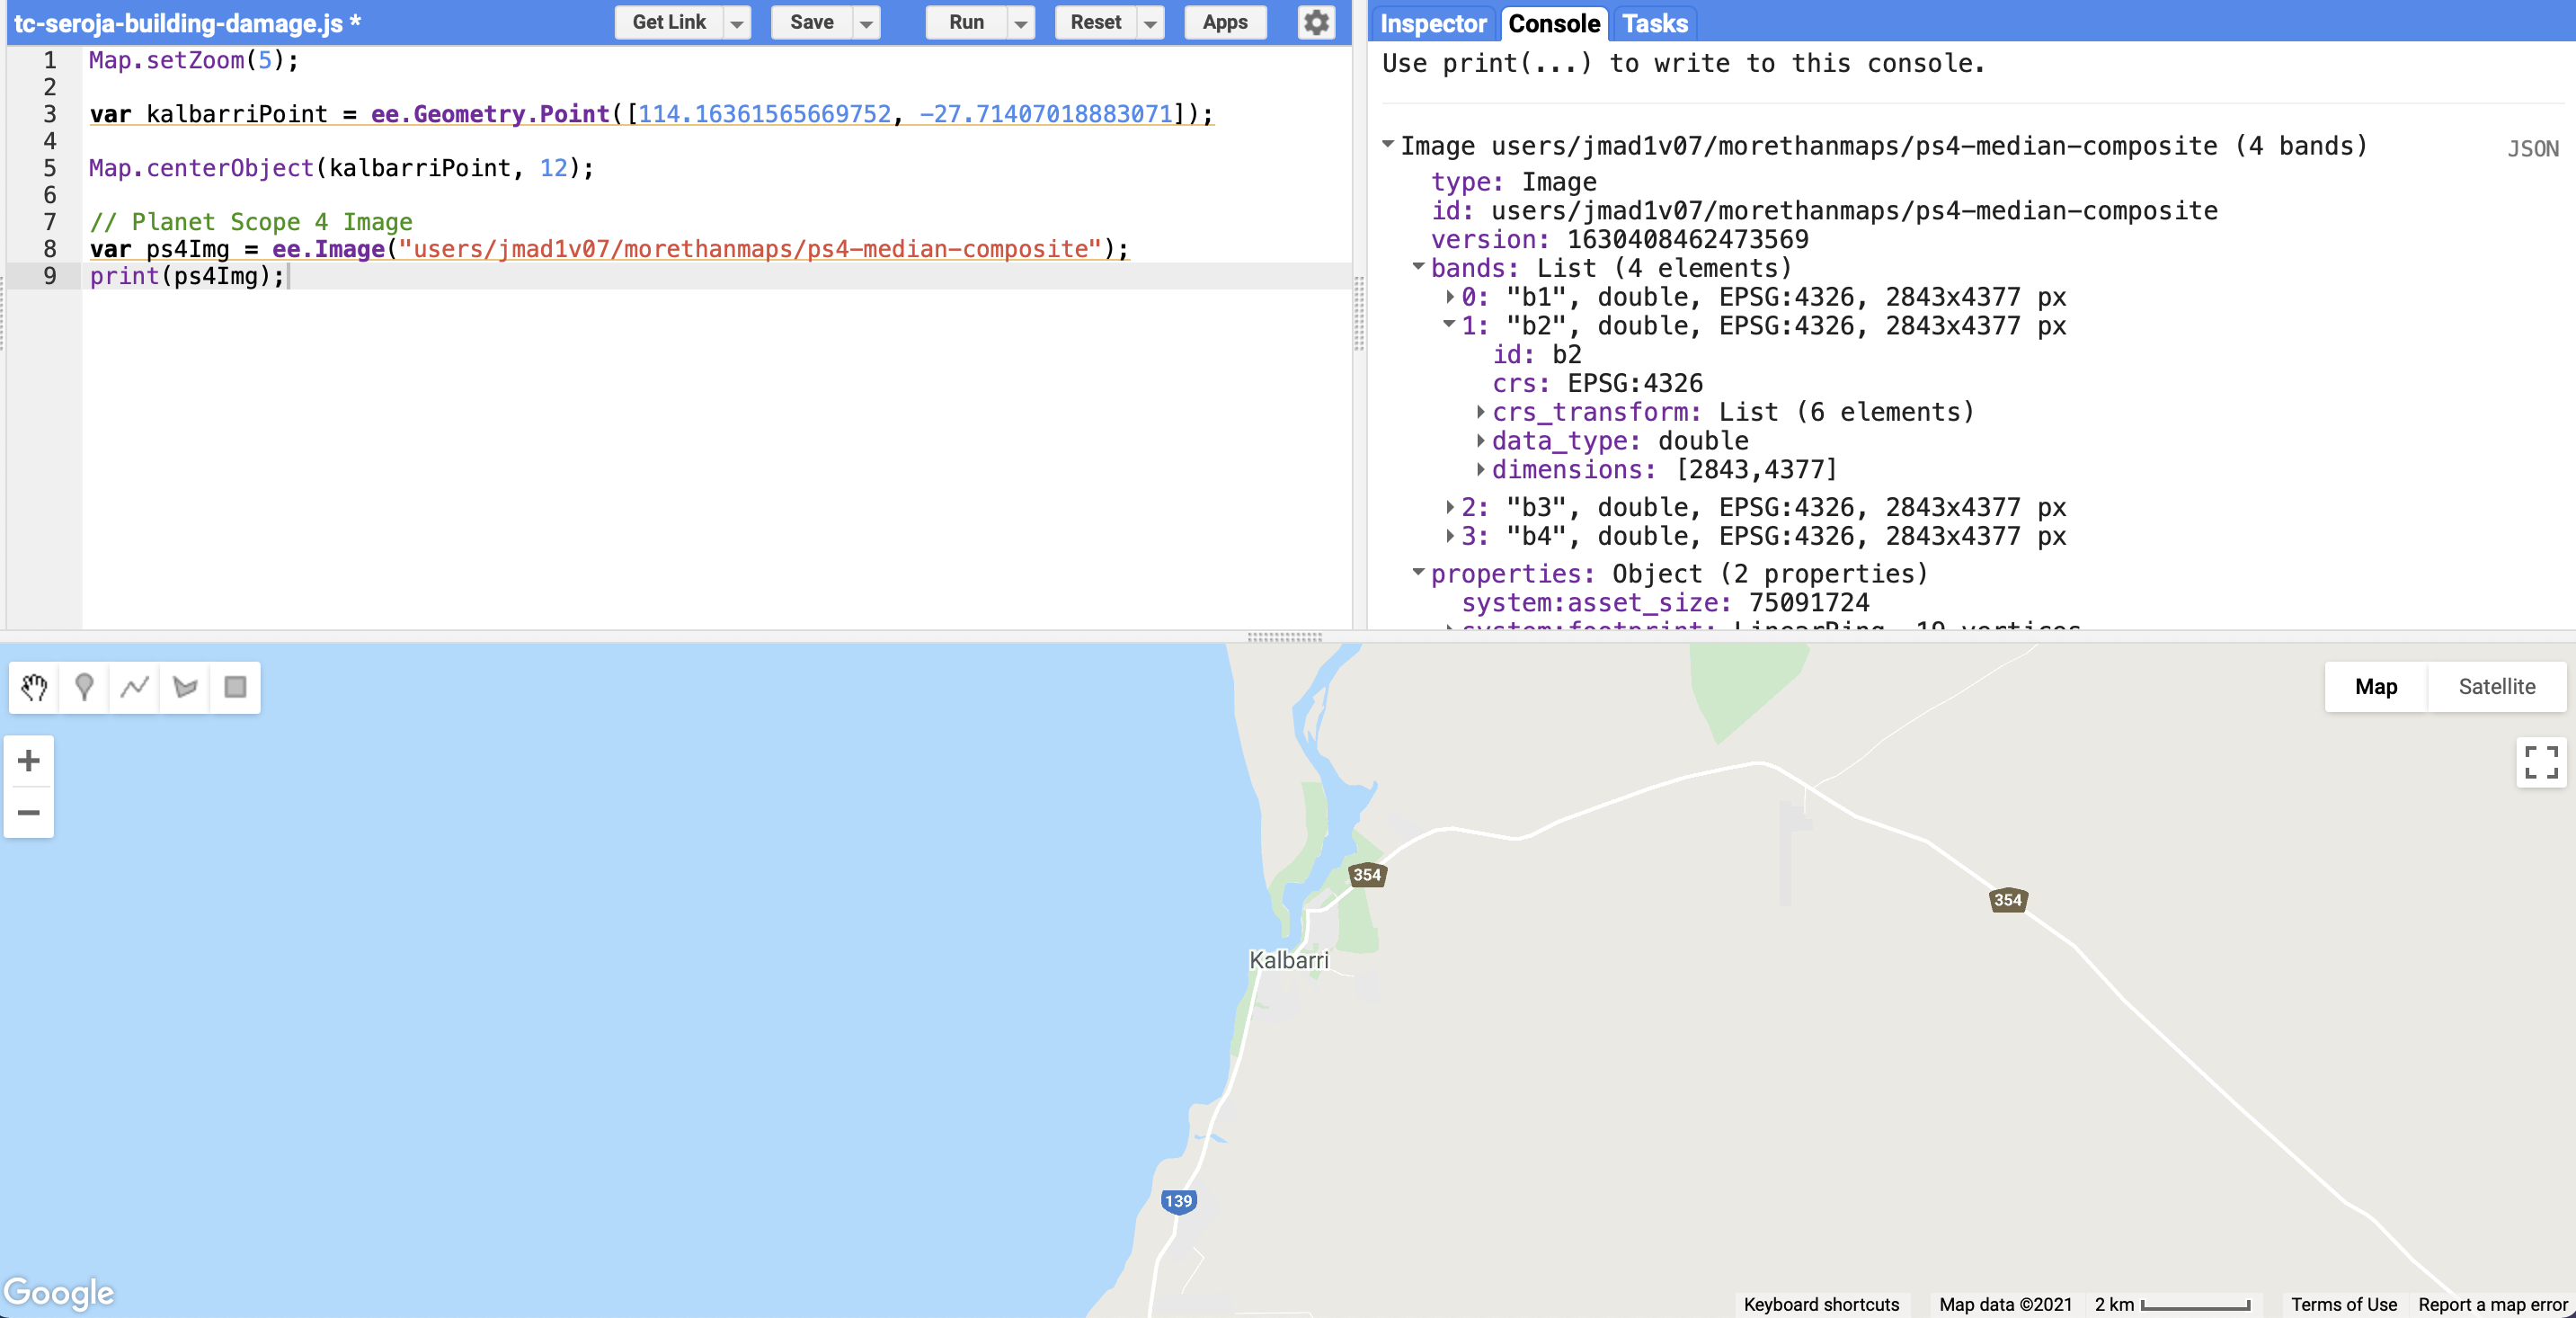 tc-seroja-building-damage.js *
Get Link
Save
Run
Reset
Apps
1 Map.setZoom(5);
2
3 var kalbarriPoint = ee.Geometry.Point([114.16361565669752, -27.71407018883071]);
4
5 Map.centerObject(kalbarriPoint, 12);
6
7 // Planet Scope 4 Image
8 var ps4Img = ee.Image("users/jmad1v07/morethanmaps/ps4-median-composite");
9 print(ps4Img);
Inspector
Console
Tasks
Use print(...) to write to this console.
Image users/jmad1v07/morethanmaps/ps4-median-composite (4 bands)
JSON
type: Image
id: users/jmad1v07/morethanmaps/ps4-median-composite
version: 1630408462473569
bands: List (4 elements)
0: "b1", double, EPSG:4326, 2843x4377 px
1: "b2", double, EPSG:4326, 2843x4377 px
id: b2
crs: EPSG:4326
crs_transform: List (6 elements)
data_type: double
dimensions: [2843,4377]
2: "b3", double, EPSG:4326, 2843x4377 px
3: "b4", double, EPSG:4326, 2843x4377 px
properties: Object (2 properties)
system:asset_size: 75091724
system:footprint: LinearRing, 19 vertices
Map
Satellite
354
354
Kalbarri
139
Google
Keyboard shortcuts
Map data ©2021
2 km
Terms of Use
Report a map error